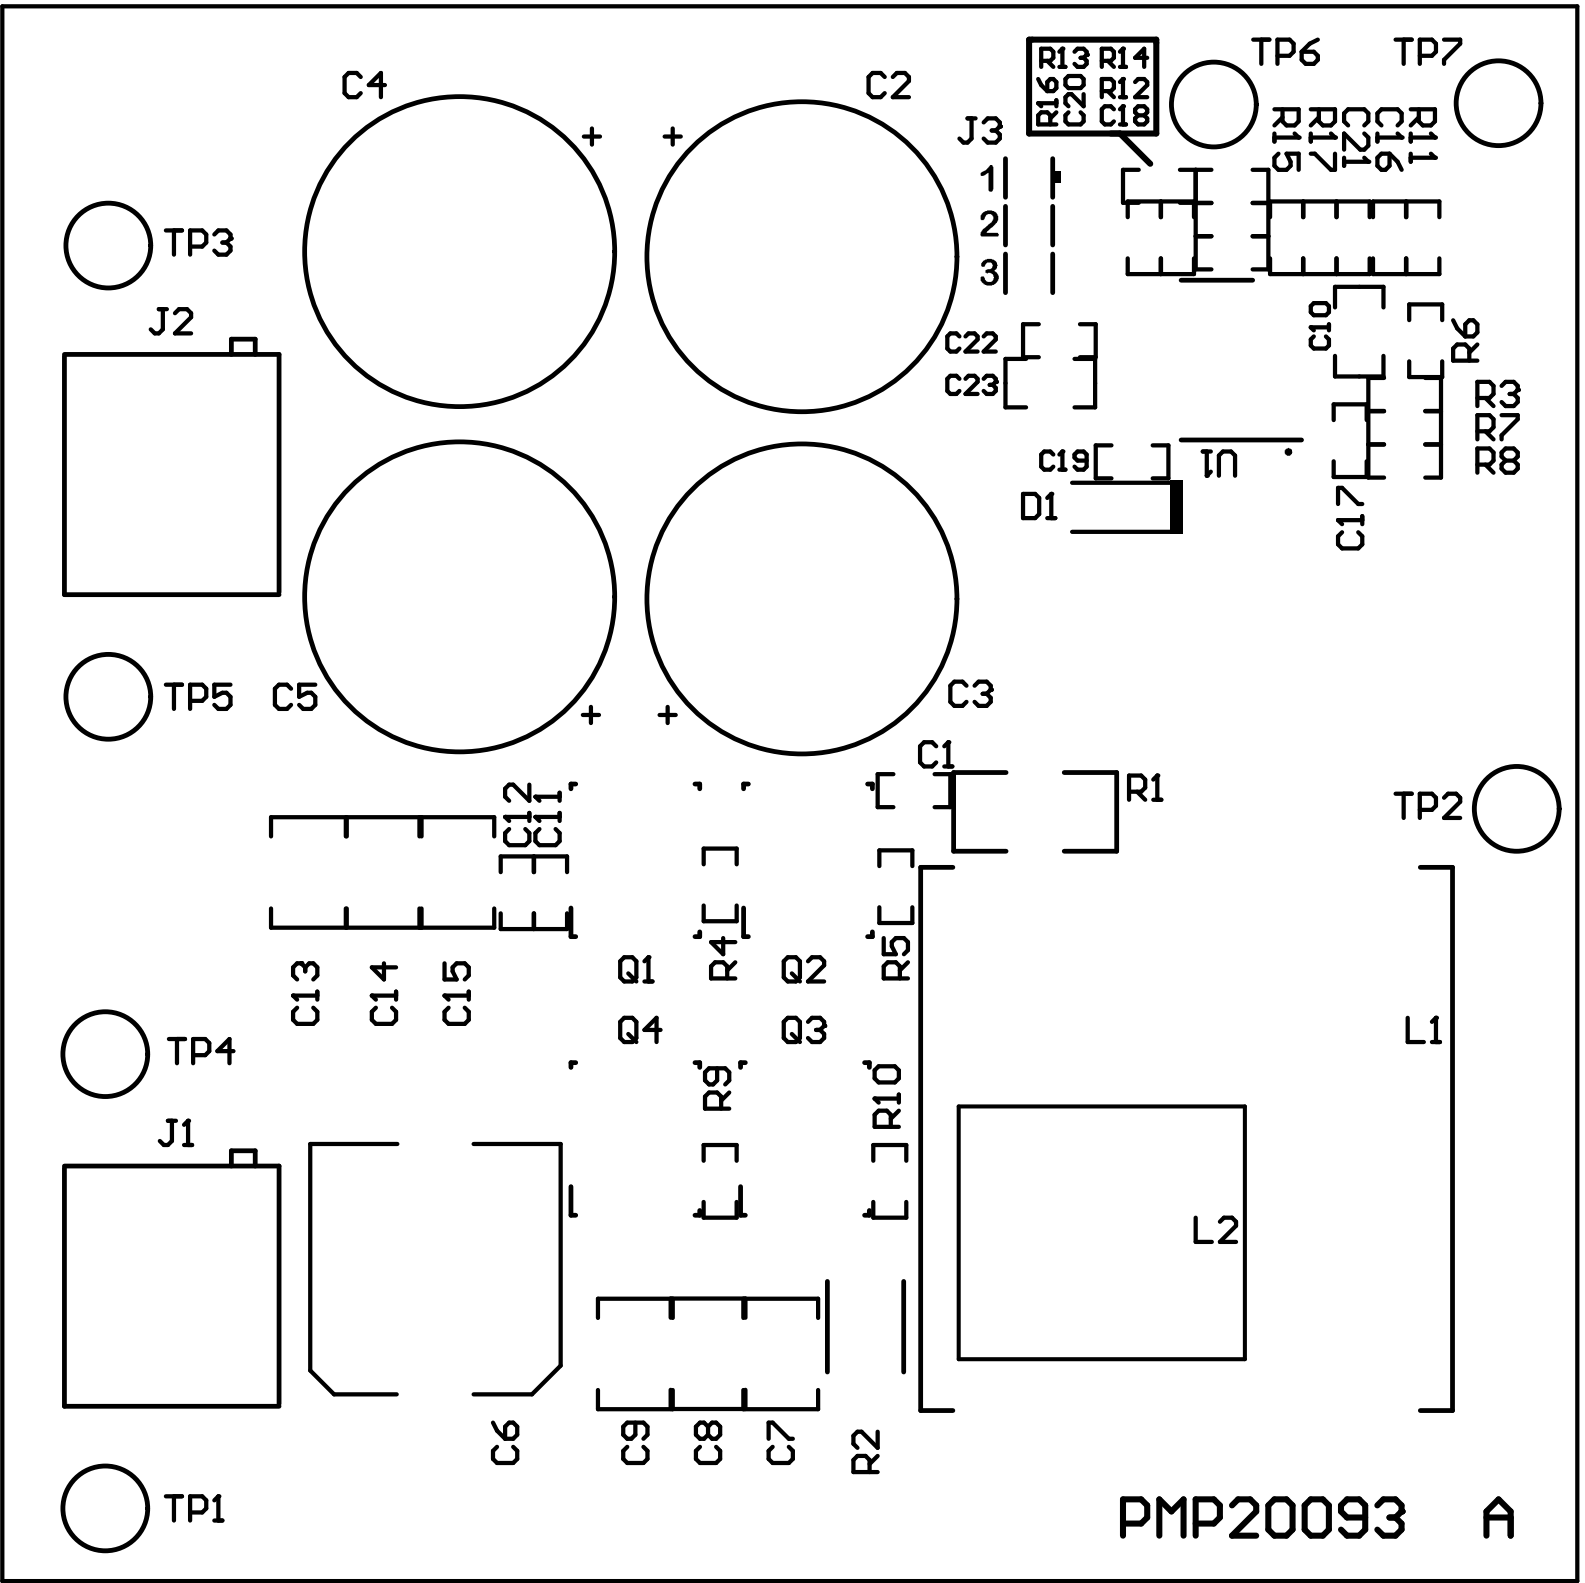 R13 R14
R16 C20 R12
C18
TP6
TP7
C4
C2
J3
R15
R17
C21
C16
R11
1
2
3
TP3
J2
C22
C23
C10
R6
R3
R7
R8
C19
U1
D1
C17
TP5
C5
C3
+
+
+
+
C1
R1
TP2
C12
C11
C13
C14
C15
Q1
R4
Q2
R5
Q4
Q3
L1
TP4
R9
R10
J1
L2
C6
C9
C8
C7
R2
TP1
PMP20093 A